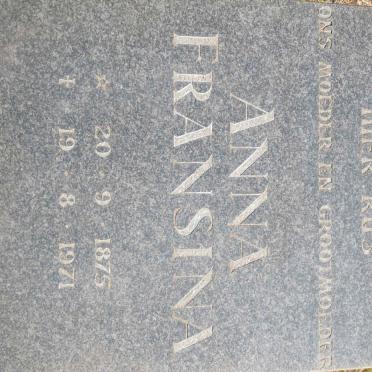 HIER RUS
ONS MOEDER EN GROOTMOEDER
ANNA
FRANSINA
☆ 20 · 9 · 1875
✝ 19 · 8 · 1971